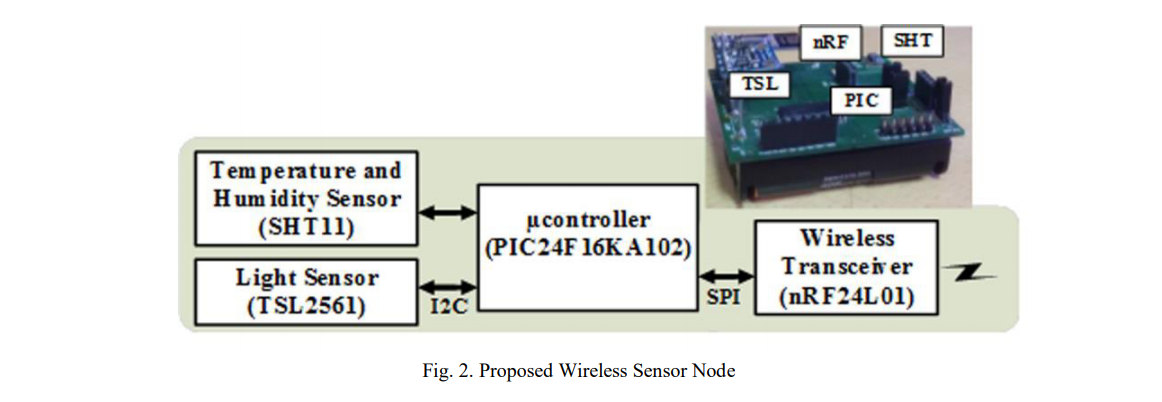 nRF
SHT
TSL
PIC
Temperature and
Humidity Sensor
(SHT11)
µcontroller
(PIC24F16KA102)
Wireless
Transceiver
(nRF24L01)
Light Sensor
(TSL2561)
I2C
SPI
Fig. 2. Proposed Wireless Sensor Node